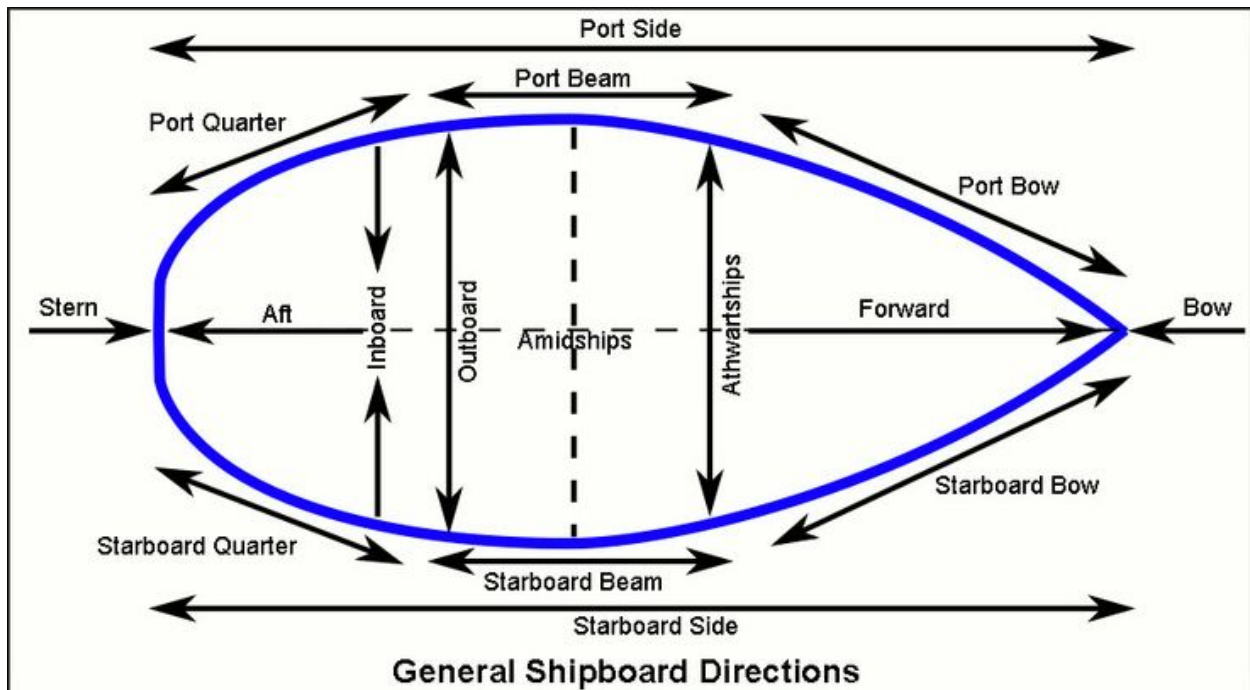 Port Side
Port Beam
Port Quarter
Port Bow
Stern
Aft
Inboard
Outboard
Amidships
Athwartships
Forward
Bow
Starboard Bow
Starboard Quarter
Starboard Beam
Starboard Side
General Shipboard Directions